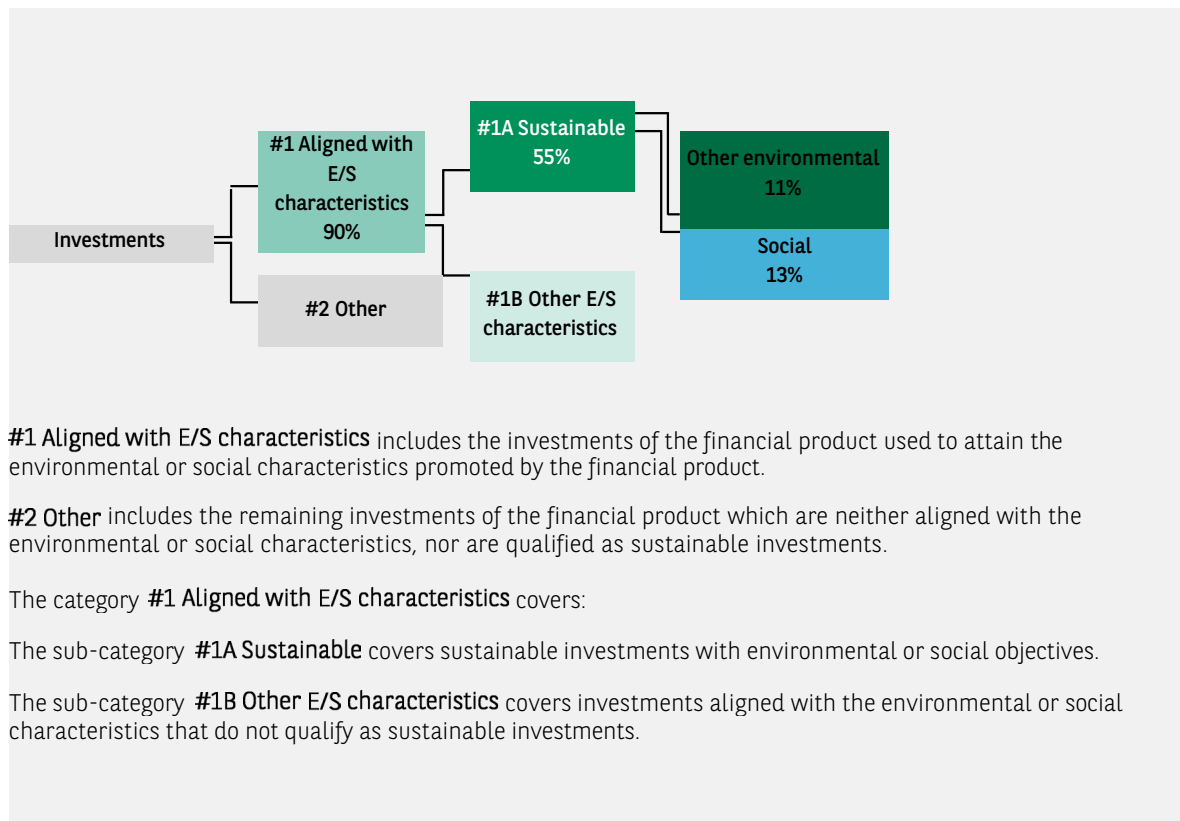 #1A Sustainable
55%
#1 Aligned with
E/S
characteristics
90%
Other environmental
11%
Investments
Social
13%
#2 Other
#1B Other E/S
characteristics
#1 Aligned with E/S characteristics includes the investments of the financial product used to attain the
environmental or social characteristics promoted by the financial product.
#2 Other includes the remaining investments of the financial product which are neither aligned with the
environmental or social characteristics, nor are qualified as sustainable investments.
The category #1 Aligned with E/S characteristics covers:
The sub-category #1A Sustainable covers sustainable investments with environmental or social objectives.
The sub-category #1B Other E/S characteristics covers investments aligned with the environmental or social
characteristics that do not qualify as sustainable investments.